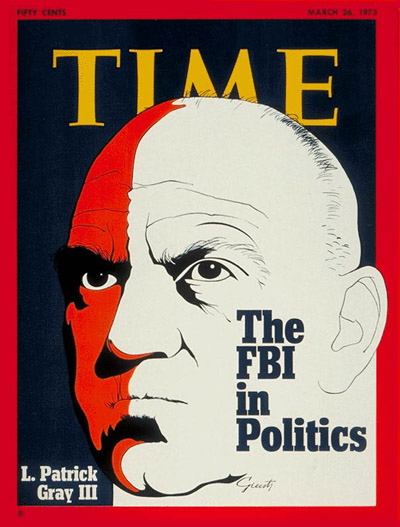 FIFTY CENTS
MARCH 26, 1973
TIME
The
FBI
in
Politics
L. Patrick
Gray III
Giusti